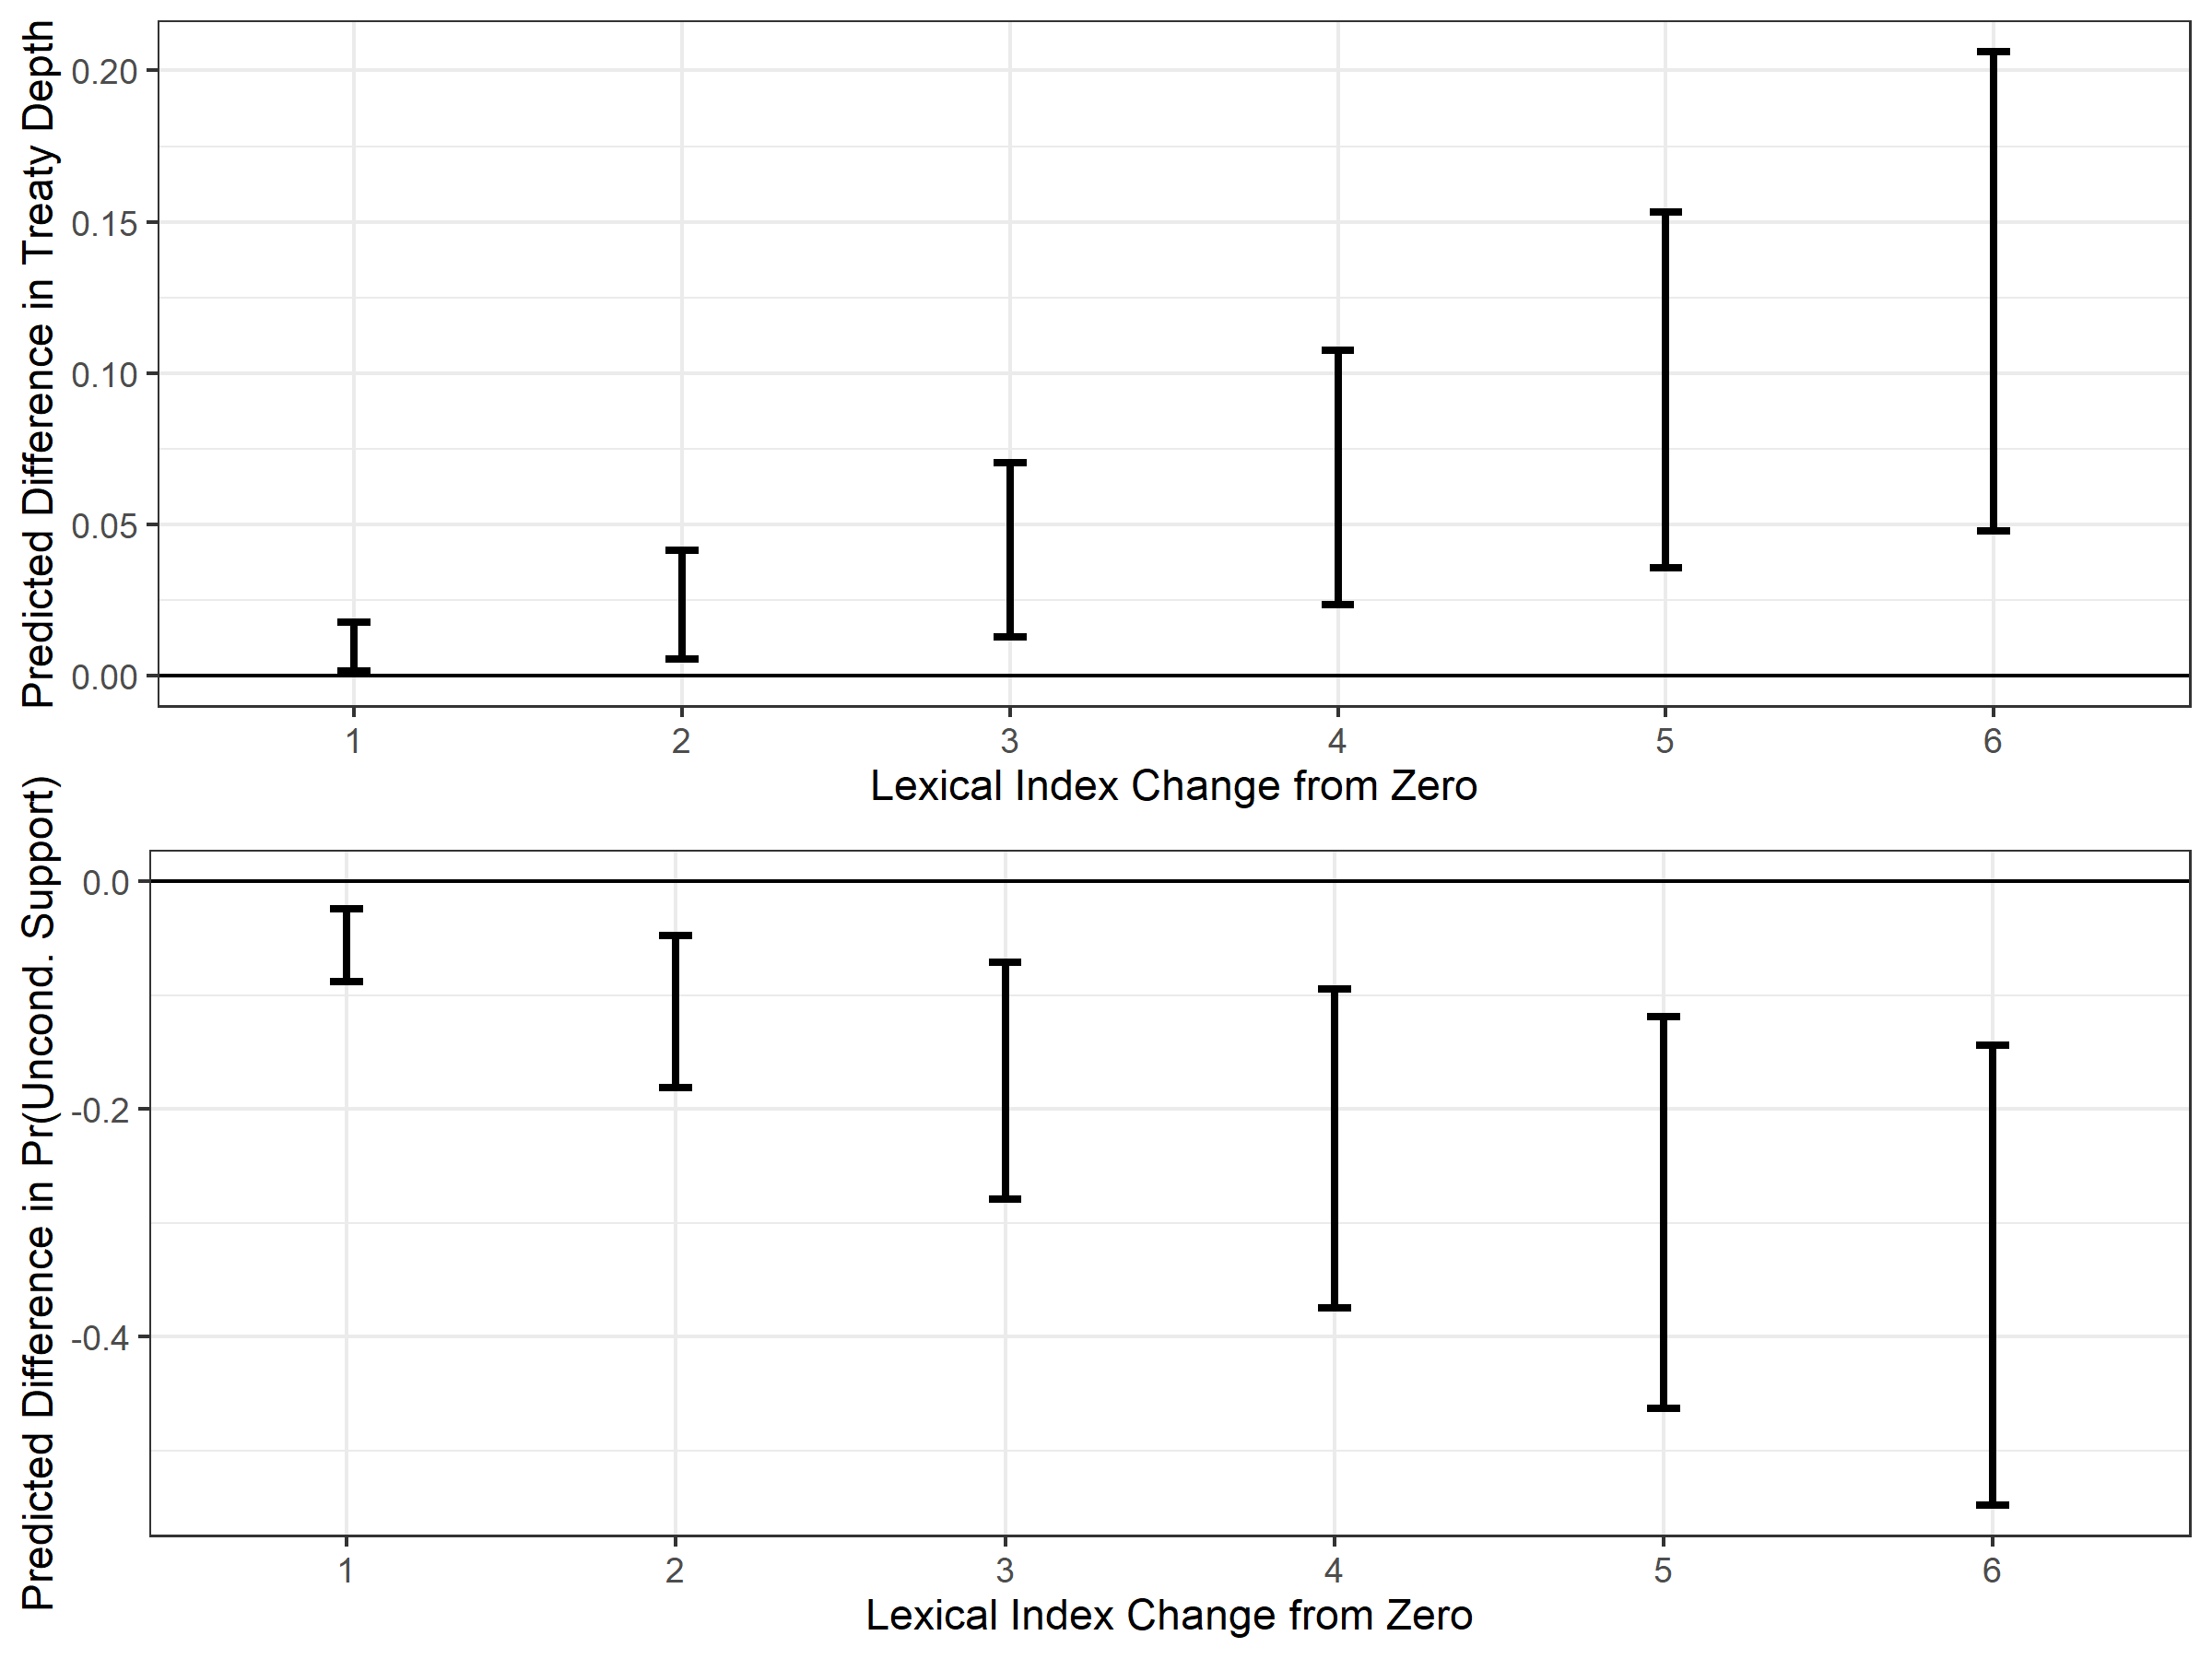 Predicted Difference in Treaty Depth
0.20
0.15
0.10
0.05
0.00
1 2 3 4 5 6
Lexical Index Change from Zero
Predicted Difference in Pr(Uncond. Support)
0.0
-0.2
-0.4
1 2 3 4 5 6
Lexical Index Change from Zero